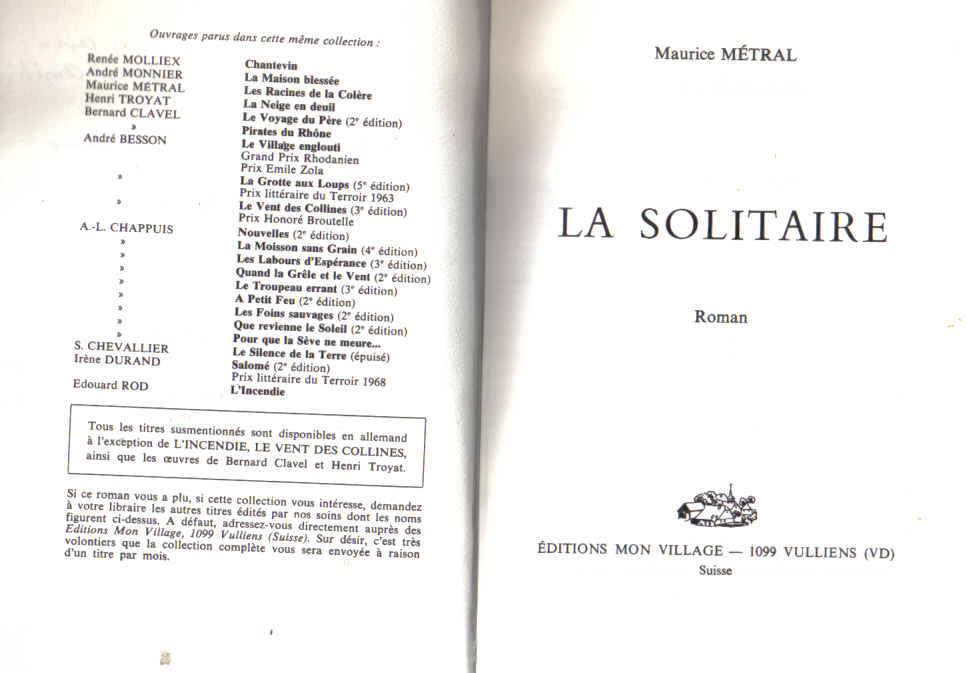 Ouvrages parus dans cette même collection :
Renée MOLLIEX Chantevin
André MONNIER La Maison blessée
Maurice MÉTRAL Les Racines de la Colère
Henri TROYAT La Neige en deuil
Bernard CLAVEL Le Voyage du Père (2e édition)
» Pirates du Rhône
André BESSON Le Village englouti
Grand Prix Rhodanien
Prix Emile Zola
» La Grotte aux Loups (5e édition)
Prix littéraire du Terroir 1963
» Le Vent des Collines (3e édition)
Prix Honoré Broutelle
A.-L. CHAPPUIS Nouvelles (2e édition)
» La Moisson sans Grain (4e édition)
» Les Labours d'Espérance (3e édition)
» Quand la Grêle et le Vent (2e édition)
» Le Troupeau errant (3e édition)
» A Petit Feu (2e édition)
» Les Foins sauvages (2e édition)
» Que revienne le Soleil (2e édition)
» Pour que la Sève ne meure...
S. CHEVALLIER Le Silence de la Terre (épuisé)
Irène DURAND Salomé (2e édition)
Prix littéraire du Terroir 1968
Edouard ROD L'Incendie
Tous les titres susmentionnés sont disponibles en allemand
à l'exception de L'INCENDIE, LE VENT DES COLLINES,
ainsi que les œuvres de Bernard Clavel et Henri Troyat.
Si ce roman vous a plu, si cette collection vous intéresse, demandez
à votre libraire les autres titres édités par nos soins dont les noms
figurent ci-dessus. A défaut, adressez-vous directement auprès des
Editions Mon Village, 1099 Vulliens (Suisse). Sur désir, c'est très
volontiers que la collection complète vous sera envoyée à raison
d'un titre par mois.
Maurice MÉTRAL
LA SOLITAIRE
Roman
ÉDITIONS MON VILLAGE — 1099 VULLIENS (VD)
Suisse